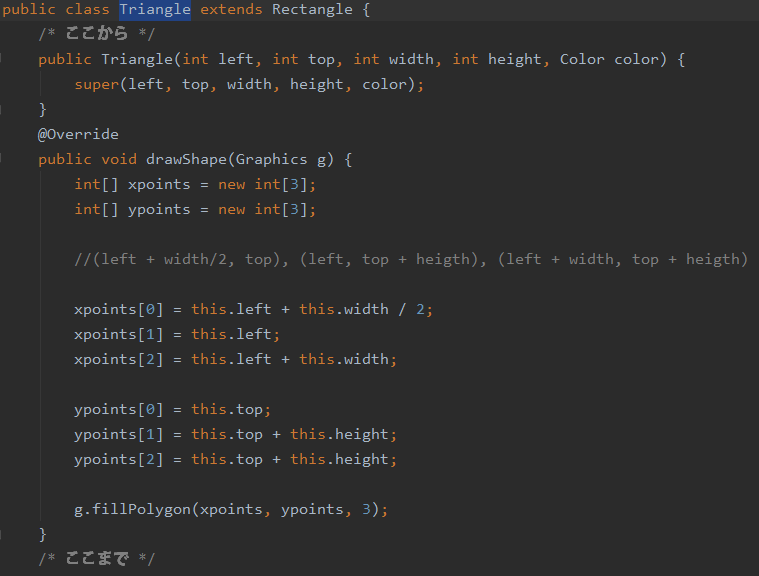 public class Triangle extends Rectangle {
/* ここから */
public Triangle(int left, int top, int width, int height, Color color) {
super(left, top, width, height, color);
}
@Override
public void drawShape(Graphics g) {
int[] xpoints = new int[3];
int[] ypoints = new int[3];
//(left + width/2, top), (left, top + heigth), (left + width, top + heigth)
xpoints[0] = this.left + this.width / 2;
xpoints[1] = this.left;
xpoints[2] = this.left + this.width;
ypoints[0] = this.top;
ypoints[1] = this.top + this.height;
ypoints[2] = this.top + this.height;
g.fillPolygon(xpoints, ypoints, 3);
}
/* ここまで */